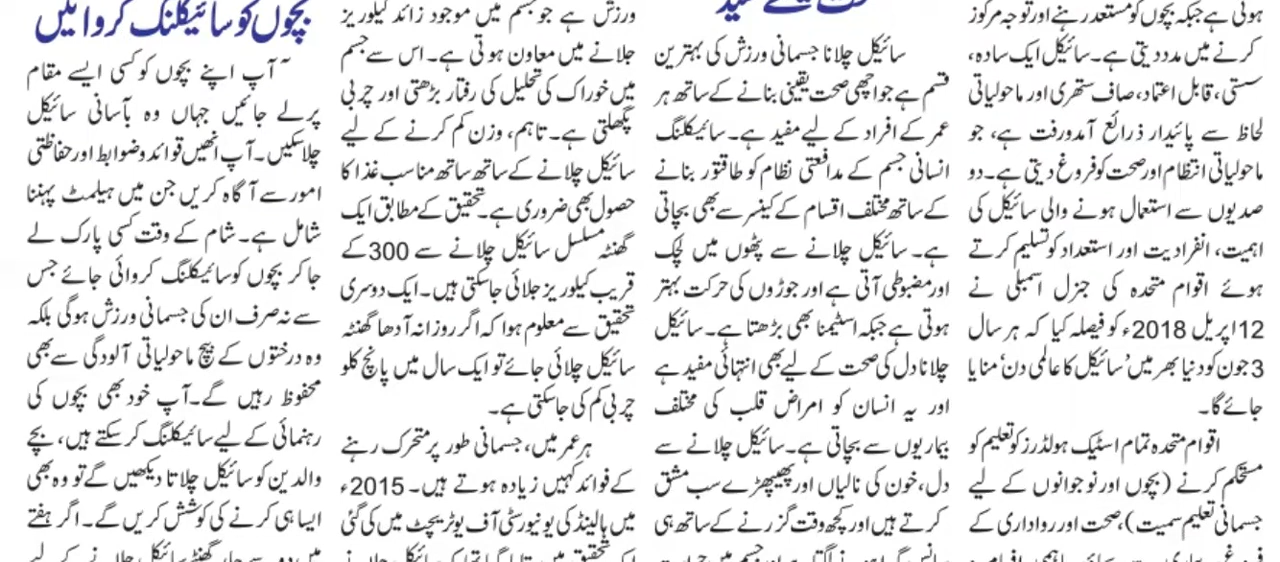 ہوتی ہے جبکہ بچوں کو مستعد رہنے اور توجہ مرکوز
کرنے میں مدد دیتی ہے۔ سائیکل ایک سادہ،
سستی، قابل اعتماد، صاف ستھری اور ماحولیاتی
لحاظ سے پائیدار ذرائع آمدورفت ہے، جو
ماحولیاتی انتظام اور صحت کو فروغ دیتی ہے۔ دو
صدیوں سے استعمال ہونے والی سائیکل کی
اہمیت، انفرادیت اور استعداد کو تسلیم کرتے
ہوئے اقوام متحدہ کی جنرل اسمبلی نے
12اپریل 2018ء کو فیصلہ کیا کہ ہر سال
3جون کو دنیا بھر میں ’سائیکل کا عالمی دن‘ منایا
جائے گا۔
اقوام متحدہ تمام اسٹیک ہولڈرز کو تعلیم کو
مستحکم کرنے (بچوں اور نوجوانوں کے لیے
جسمانی تعلیم سمیت)، صحت اور رواداری کے
سائیکل چلانا جسمانی ورزش کی بہترین
قسم ہے جو اچھی صحت یقینی بنانے کے ساتھ ہر
عمر کے افراد کے لیے مفید ہے۔ سائیکلنگ
انسانی جسم کے مدافعتی نظام کو طاقتور بنانے
کے ساتھ مختلف اقسام کے کینسر سے بھی بچاتی
ہے۔ سائیکل چلانے سے پٹھوں میں لچک
اور مضبوطی آتی ہے اور جوڑوں کی حرکت بہتر
ہوتی ہے جبکہ اسٹیمنا بھی بڑھتا ہے۔ سائیکل
چلانا دل کی صحت کے لیے بھی انتہائی مفید ہے
اور یہ انسان کو امراض قلب کی مختلف
بیماریوں سے بچاتی ہے۔ سائیکل چلانے سے
دل، خون کی نالیاں اور پھیپھڑے سب مشق
کرتے ہیں اور کچھ وقت گزرنے کے ساتھ ہی
ورزش ہے جو جسم میں موجود زائد کیلوریز
جلانے میں معاون ہوتی ہے۔ اس سے جسم
میں خوراک کی تحلیل کی رفتار بڑھتی اور چربی
پگھلتی ہے۔ تاہم، وزن کم کرنے کے لیے
سائیکل چلانے کے ساتھ ساتھ مناسب غذا کا
حصول بھی ضروری ہے۔ تحقیق کے مطابق ایک
گھنٹہ مسلسل سائیکل چلانے سے 300 کے
قریب کیلوریز جلائی جاسکتی ہیں۔ ایک دوسری
تحقیق سے معلوم ہوا کہ اگر روزانہ آدھا گھنٹہ
سائیکل چلائی جائے تو ایک سال میں پانچ کلو
چربی کم کی جاسکتی ہے۔
ہر عمر میں، جسمانی طور پر متحرک رہنے
کے فوائد کہیں زیادہ ہوتے ہیں۔ 2015ء
میں ہالینڈ کی یونیورسٹی آف یوٹریچٹ میں کی گئی
بچوں کو سائیکلنگ کروائیں
آپ اپنے بچوں کو کسی ایسے مقام
پر لے جائیں جہاں وہ بآسانی سائیکل
چلاسکیں۔ آپ انھیں قوائد وضوابط اور حفاظتی
امور سے آگاہ کریں جن میں ہیلمٹ پہننا
شامل ہے۔ شام کے وقت کسی پارک لے
جا کر بچوں کو سائیکلنگ کروائی جائے جس
سے نہ صرف ان کی جسمانی ورزش ہوگی بلکہ
وہ درختوں کے بیچ ماحولیاتی آلودگی سے بھی
محفوظ رہیں گے۔ آپ خود بھی بچوں کی
رہنمائی کے لیے سائیکلنگ کرسکتے ہیں، بچے
والدین کو سائیکل چلاتا دیکھیں گے تو وہ بھی
ایسا ہی کرنے کی کوشش کریں گے۔ اگر ہفتے